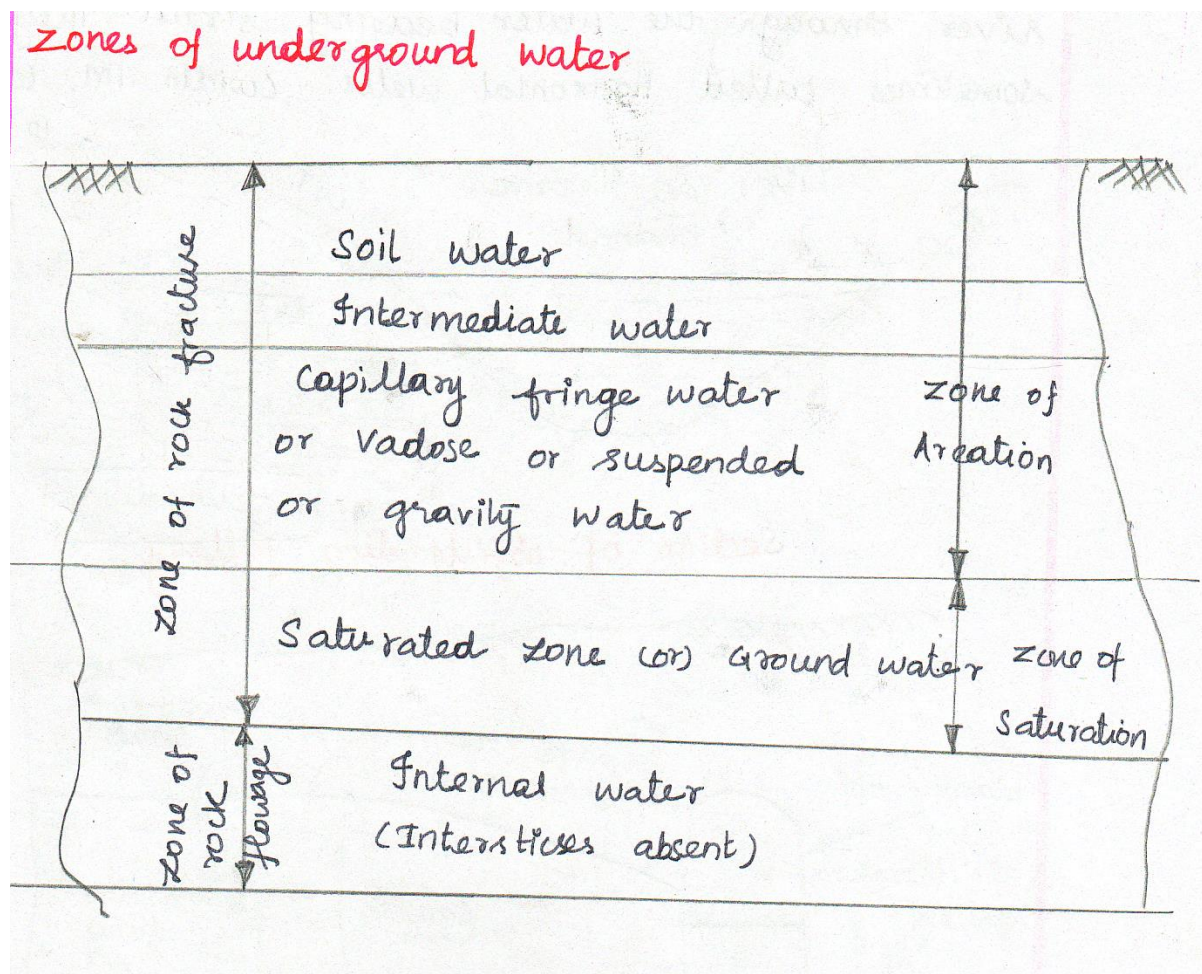 Zones of underground water
Soil water
Intermediate water
Capillary fringe water
or Vadose or suspended
or gravity water
Zone of
Areation
Zone of rock fracture
Saturated zone (or) Ground water
Zone of
Saturation
Zone of
rock
flowage
Internal water
(Interstices absent)